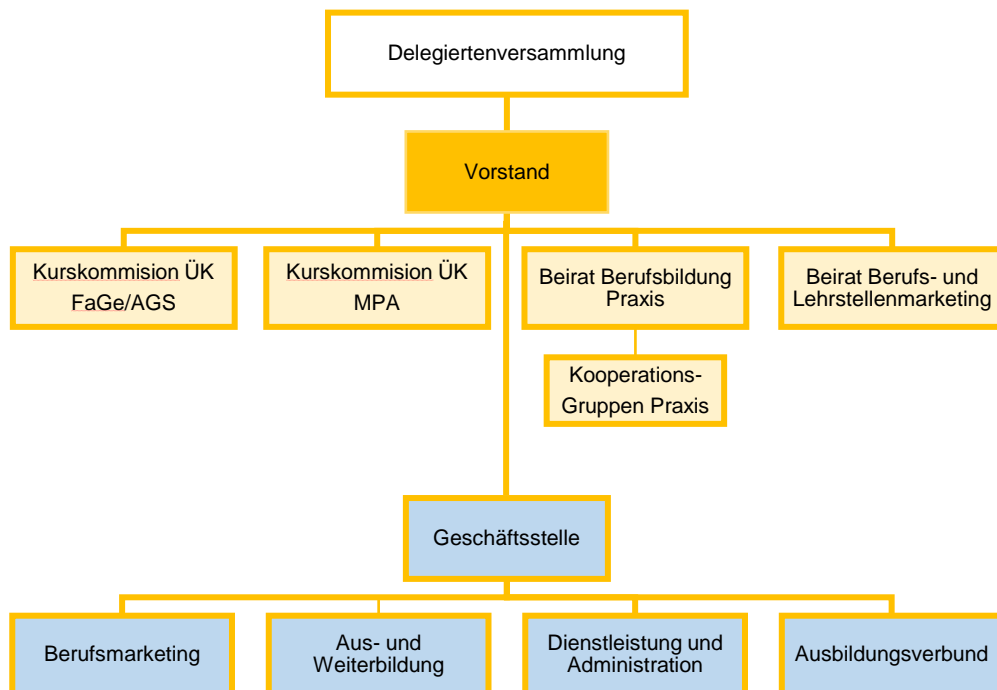 Delegiertenversammlung
Vorstand
Kurskommision ÜK
FaGe/AGS
Kurskommision ÜK
MPA
Beirat Berufsbildung
Praxis
Beirat Berufs- und
Lehrstellenmarketing
Kooperations-
Gruppen Praxis
Geschäftsstelle
Berufsmarketing
Aus- und
Weiterbildung
Dienstleistung und
Administration
Ausbildungsverbund